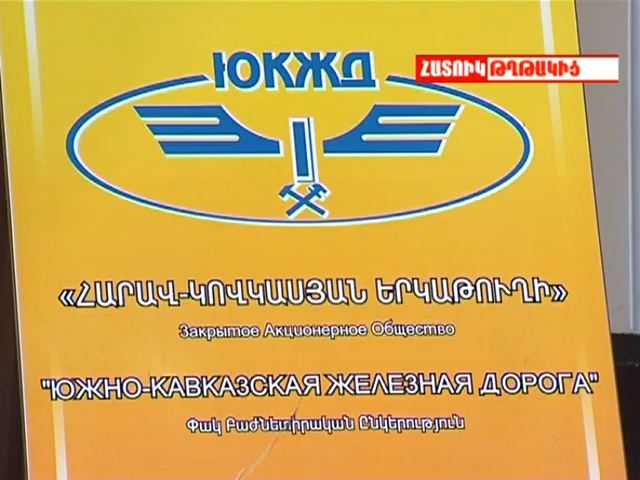 ЮКЖД
ՀԱՏՈՒԿ ԹՂԹԱԿԻՑ
«ՀԱՐԱՎ-ԿՈՎԿԱՍՅԱՆ ԵՐԿԱԹՈՒՂԻ»
Закрытое Акционерное Общество
"ЮЖНО-КАВКАЗСКАЯ ЖЕЛЕЗНАЯ ДОРОГА"
Փակ Բաժնետիրական Ընկերություն